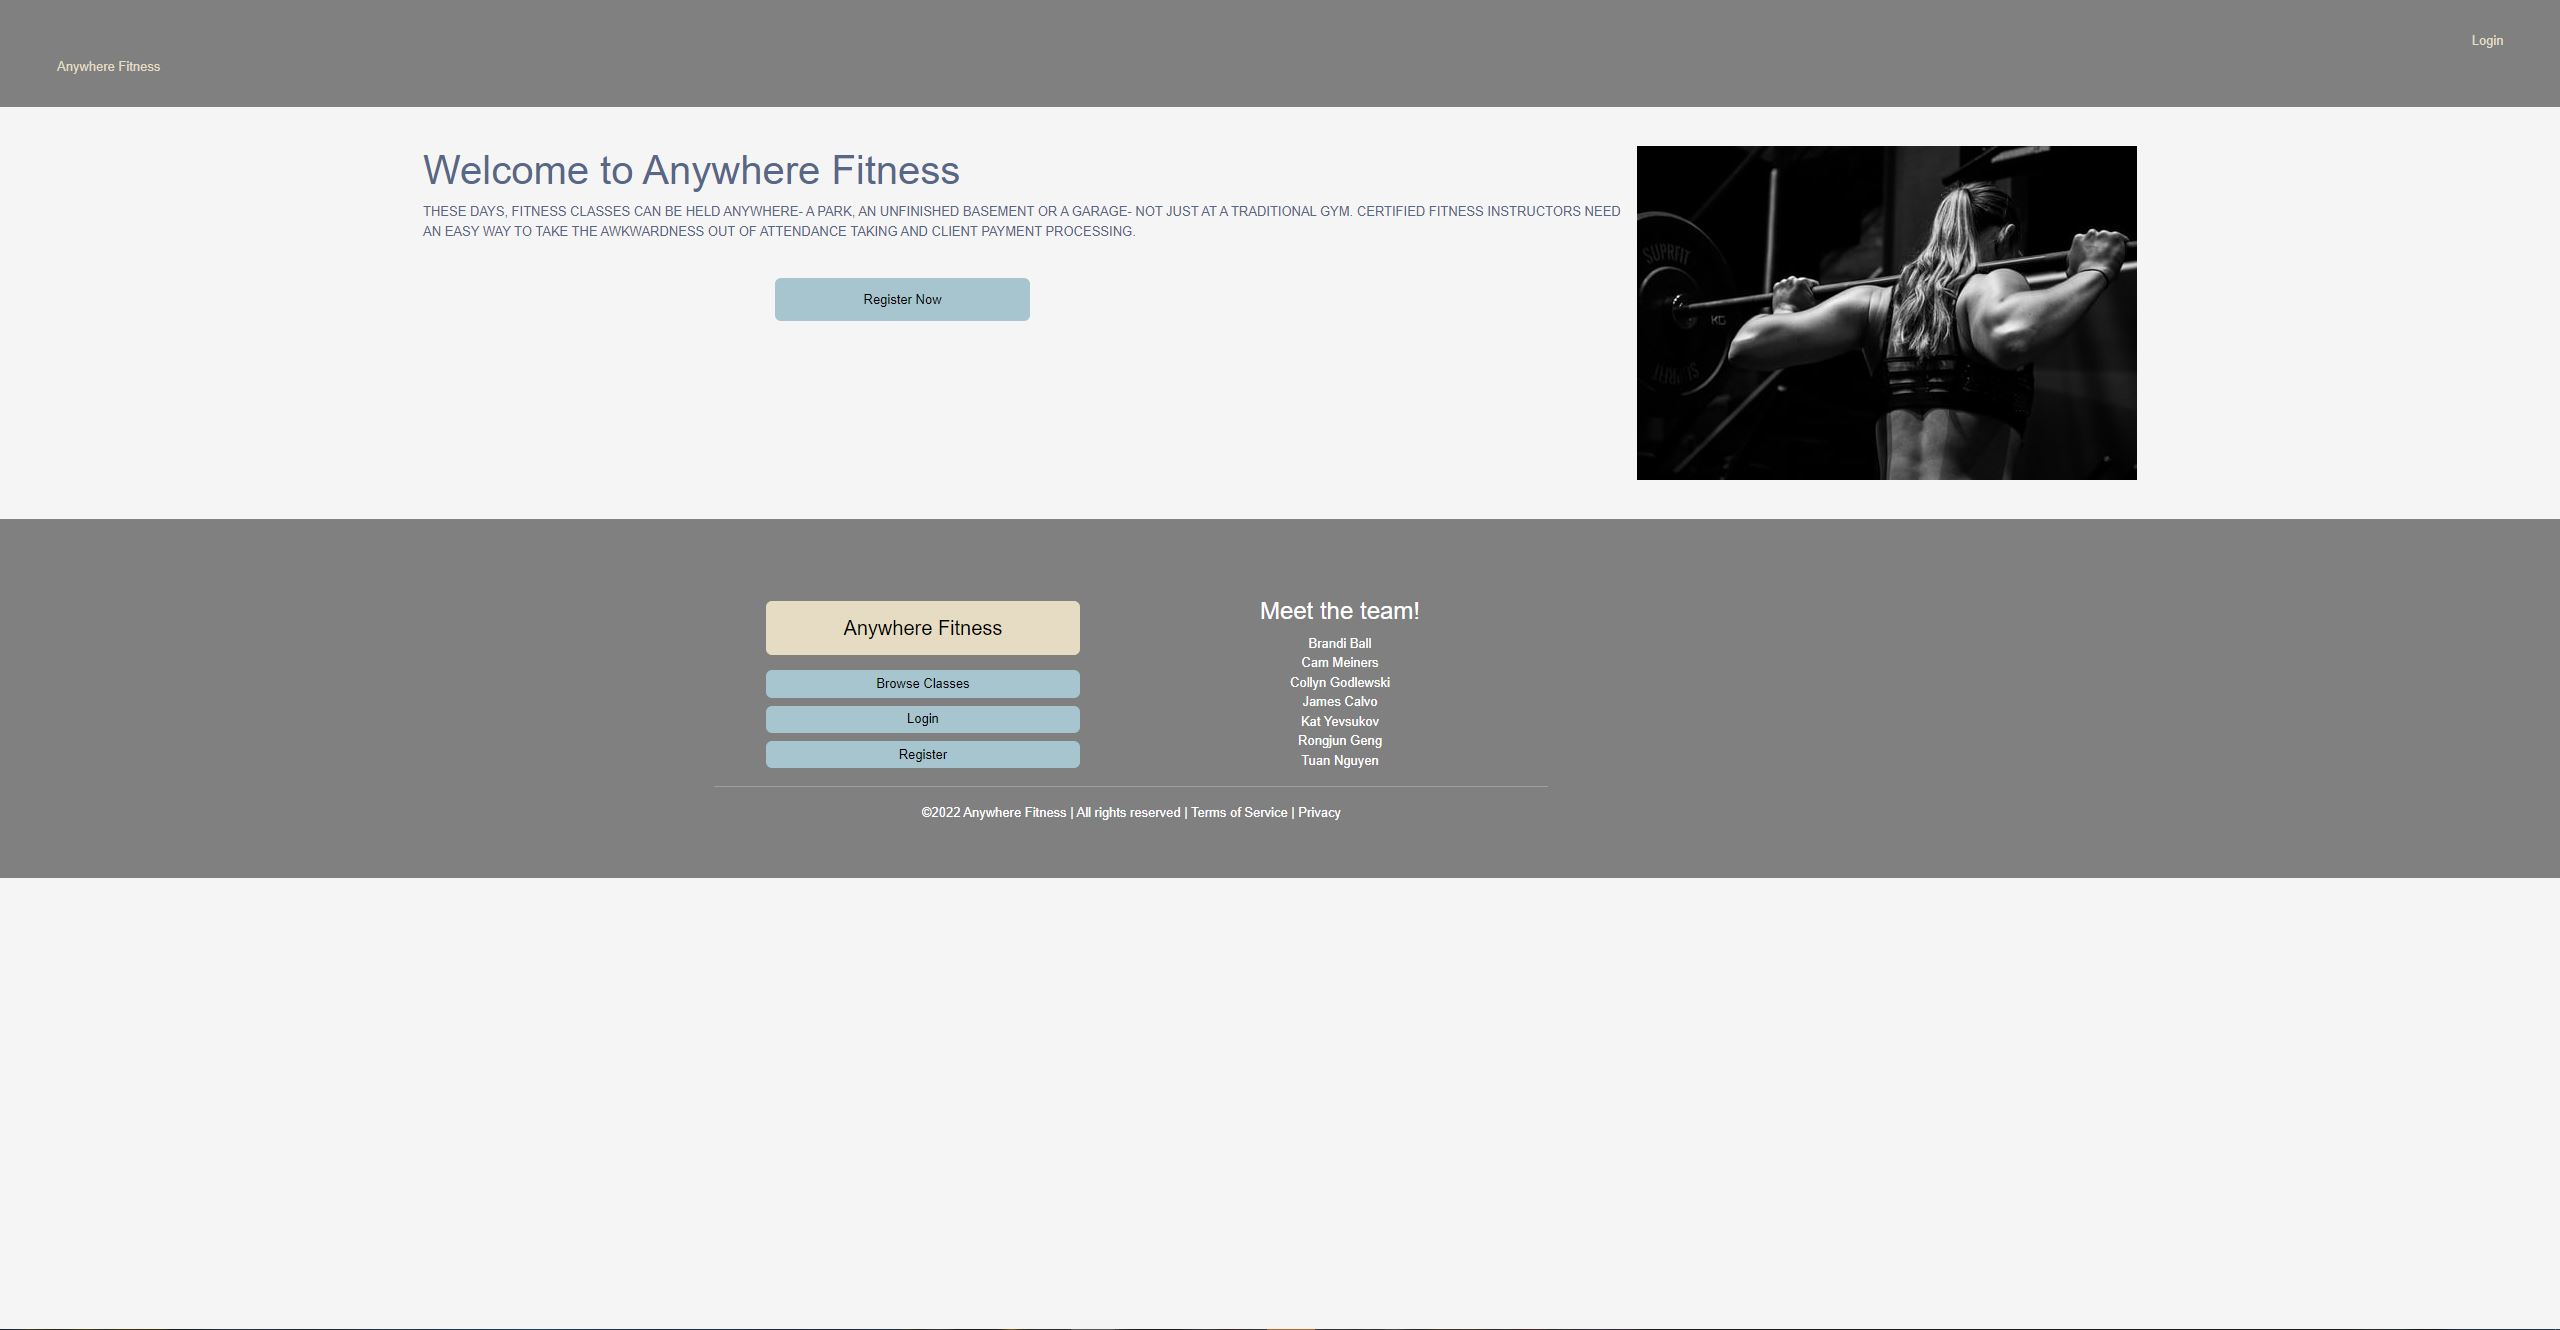 Login
Anywhere Fitness
Welcome to Anywhere Fitness
THESE DAYS, FITNESS CLASSES CAN BE HELD ANYWHERE- A PARK, AN UNFINISHED BASEMENT OR A GARAGE- NOT JUST AT A TRADITIONAL GYM. CERTIFIED FITNESS INSTRUCTORS NEED
AN EASY WAY TO TAKE THE AWKWARDNESS OUT OF ATTENDANCE TAKING AND CLIENT PAYMENT PROCESSING.
Register Now
SUPRFIT
KG
SUPRFIT
Anywhere Fitness
Browse Classes
Login
Register
Meet the team!
Brandi Ball
Cam Meiners
Collyn Godlewski
James Calvo
Kat Yevsukov
Rongjun Geng
Tuan Nguyen
©2022 Anywhere Fitness | All rights reserved | Terms of Service | Privacy